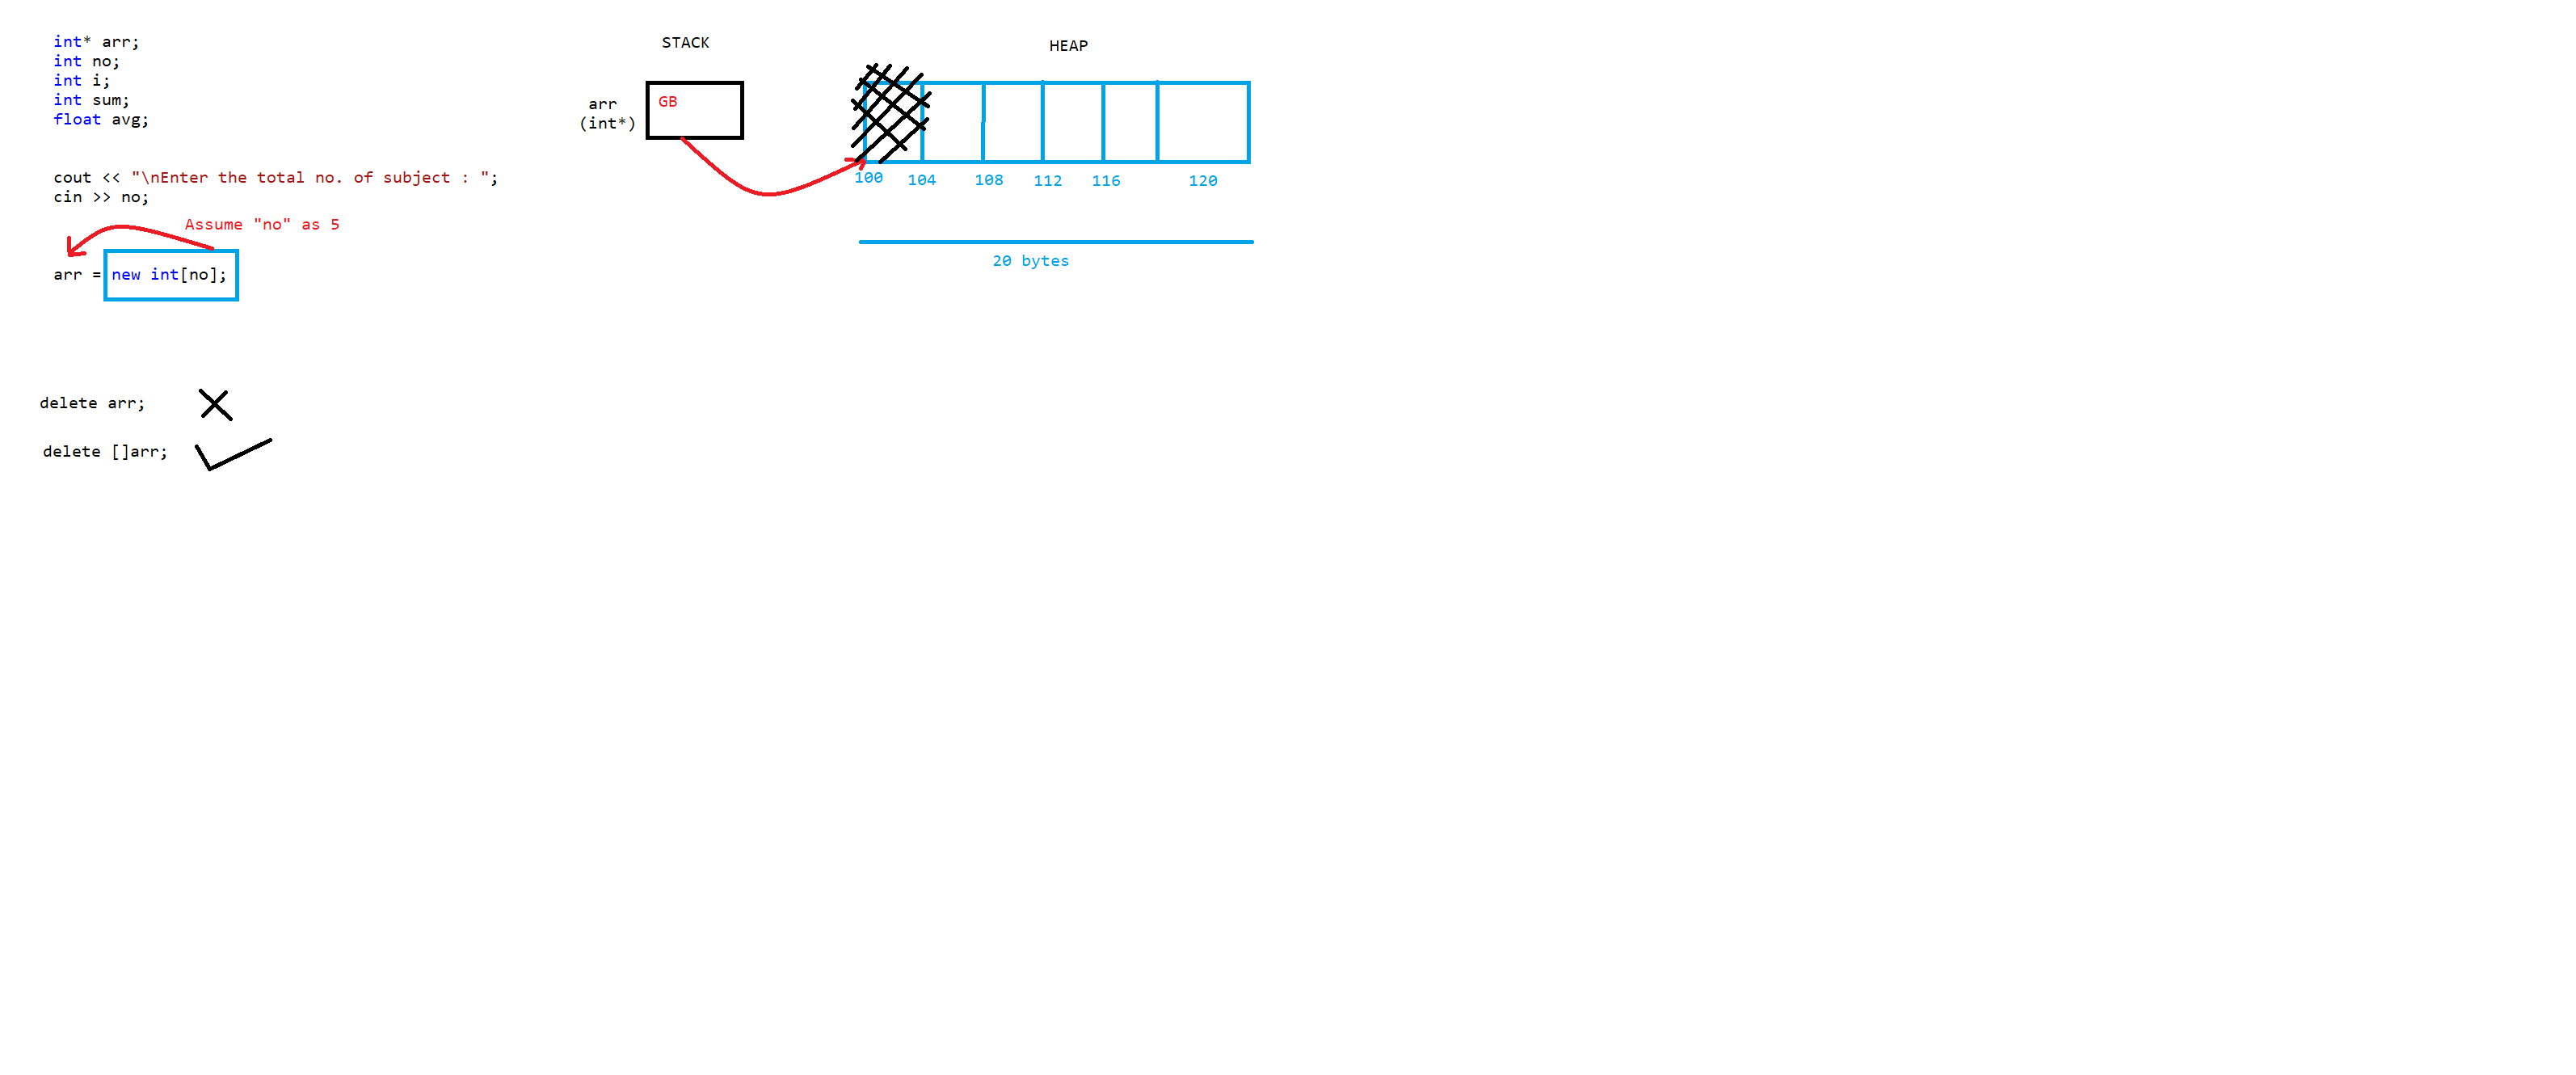 int* arr;
int no;
int i;
int sum;
float avg;
cout << "\nEnter the total no. of subject : ";
cin >> no;
Assume "no" as 5
arr = new int[no];
delete arr;
delete []arr;
STACK
arr
(int*)
GB
HEAP
100 104 108 112 116 120
20 bytes